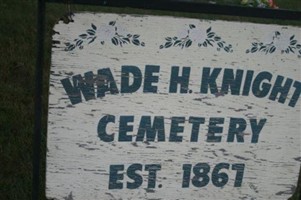 WADE H. KNIGHT
CEMETERY
EST. 1867